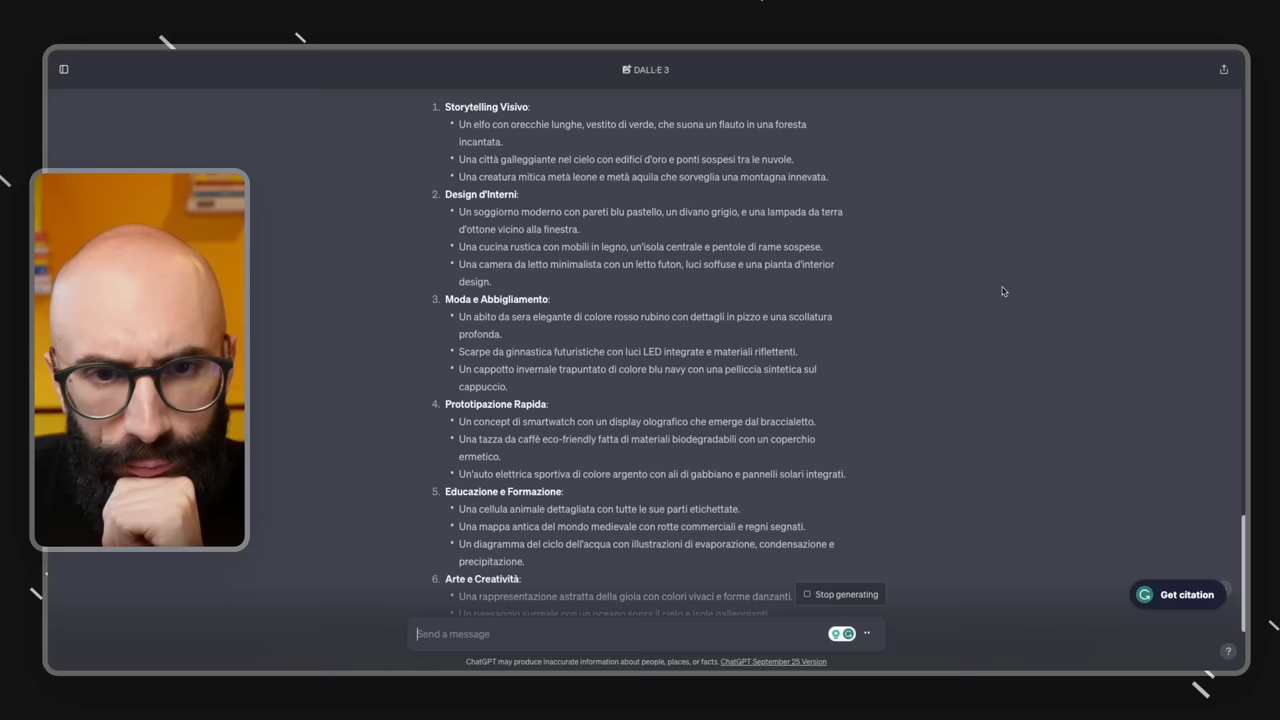 DALL·E 3
1. Storytelling Visivo:
• Un elfo con orecchie lunghe, vestito di verde, che suona un flauto in una foresta
incantata.
• Una città galleggiante nel cielo con edifici d'oro e ponti sospesi tra le nuvole.
• Una creatura mitica metà leone e metà aquila che sorveglia una montagna innevata.
2. Design d'Interni:
• Un soggiorno moderno con pareti blu pastello, un divano grigio, e una lampada da terra
d'ottone vicino alla finestra.
• Una cucina rustica con mobili in legno, un'isola centrale e pentole di rame sospese.
• Una camera da letto minimalista con un letto futon, luci soffuse e una pianta d'interior
design.
3. Moda e Abbigliamento:
• Un abito da sera elegante di colore rosso rubino con dettagli in pizzo e una scollatura
profonda.
• Scarpe da ginnastica futuristiche con luci LED integrate e materiali riflettenti.
• Un cappotto invernale trapuntato di colore blu navy con una pelliccia sintetica sul
cappuccio.
4. Prototipazione Rapida:
• Un concept di smartwatch con un display olografico che emerge dal braccialetto.
• Una tazza da caffè eco-friendly fatta di materiali biodegradabili con un coperchio
ermetico.
• Un'auto elettrica sportiva di colore argento con ali di gabbiano e pannelli solari integrati.
5. Educazione e Formazione:
• Una cellula animale dettagliata con tutte le sue parti etichettate.
• Una mappa antica del mondo medievale con rotte commerciali e regni segnati.
• Un diagramma del ciclo dell'acqua con illustrazioni di evaporazione, condensazione e
precipitazione.
6. Arte e Creatività:
• Una rappresentazione astratta della gioia con colori vivaci e forme danzanti.
• Un paesaggio surreale con un oceano sopra il cielo e isole galleggianti.
Stop generating
Get citation
Send a message
ChatGPT may produce inaccurate information about people, places, or facts. ChatGPT September 25 Version
?